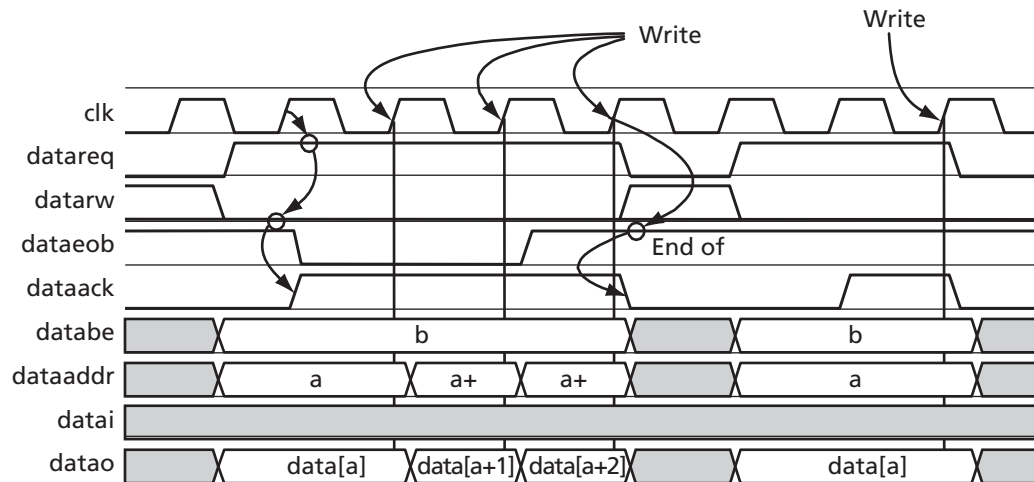 Write
Write
clk
datareq
datarw
dataeob
End of
dataack
databe
b
b
dataaddr
a
a+
a+
a
datai
datao
data[a]
data[a+1]
data[a+2]
data[a]